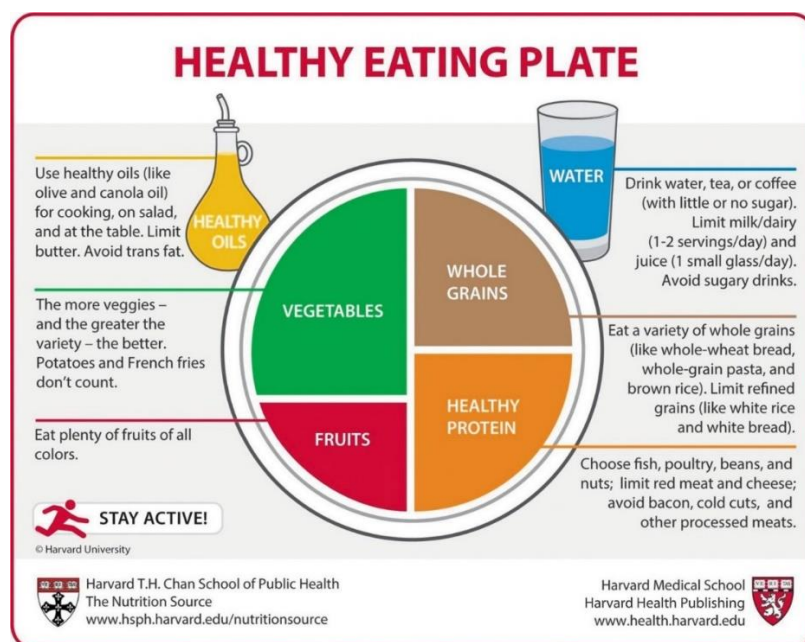 HEALTHY EATING PLATE
Use healthy oils (like
olive and canola oil)
for cooking, on salad,
and at the table. Limit
butter. Avoid trans fat.
HEALTHY
OILS
The more veggies –
and the greater the
variety – the better.
Potatoes and French fries
don’t count.
Eat plenty of fruits of all
colors.
VEGETABLES
FRUITS
WHOLE
GRAINS
HEALTHY
PROTEIN
WATER
Drink water, tea, or coffee
(with little or no sugar).
Limit milk/dairy
(1-2 servings/day) and
juice (1 small glass/day).
Avoid sugary drinks.
Eat a variety of whole grains
(like whole-wheat bread,
whole-grain pasta, and
brown rice). Limit refined
grains (like white rice
and white bread).
Choose fish, poultry, beans, and
nuts; limit red meat and cheese;
avoid bacon, cold cuts, and
other processed meats.
STAY ACTIVE!
© Harvard University
Harvard T.H. Chan School of Public Health
The Nutrition Source
www.hsph.harvard.edu/nutritionsource
Harvard Medical School
Harvard Health Publishing
www.health.harvard.edu